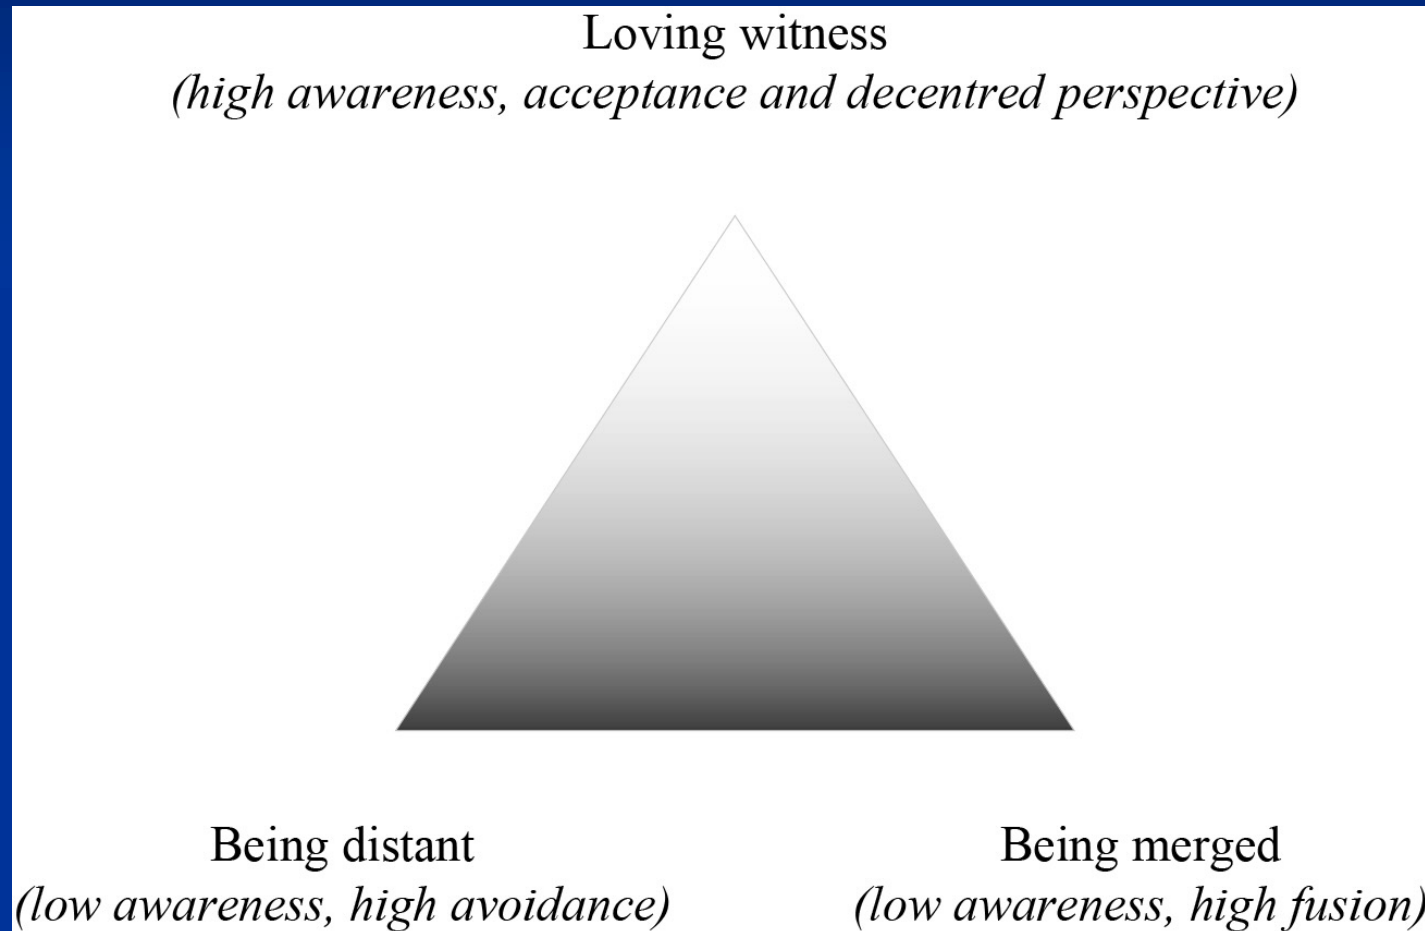 Loving witness
(high awareness, acceptance and decentred perspective)
Being distant
(low awareness, high avoidance)
Being merged
(low awareness, high fusion)